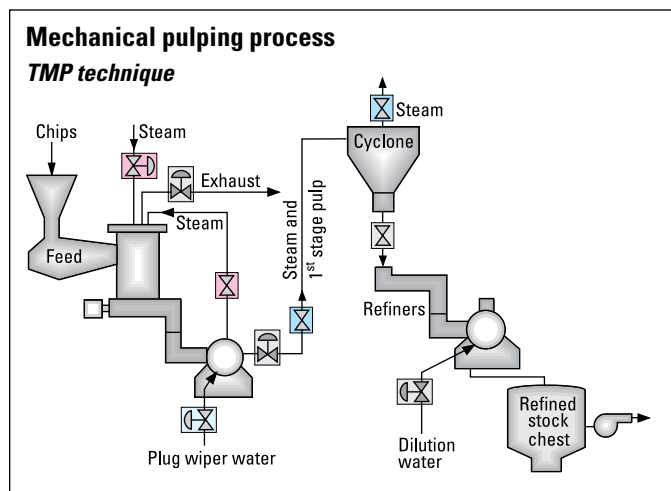 Mechanical pulping process
TMP technique
Chips
Steam
Exhaust
Steam
Feed
Plug wiper water
Steam and
1st stage pulp
Steam
Cyclone
Refiners
Dilution
water
Refined
stock
chest